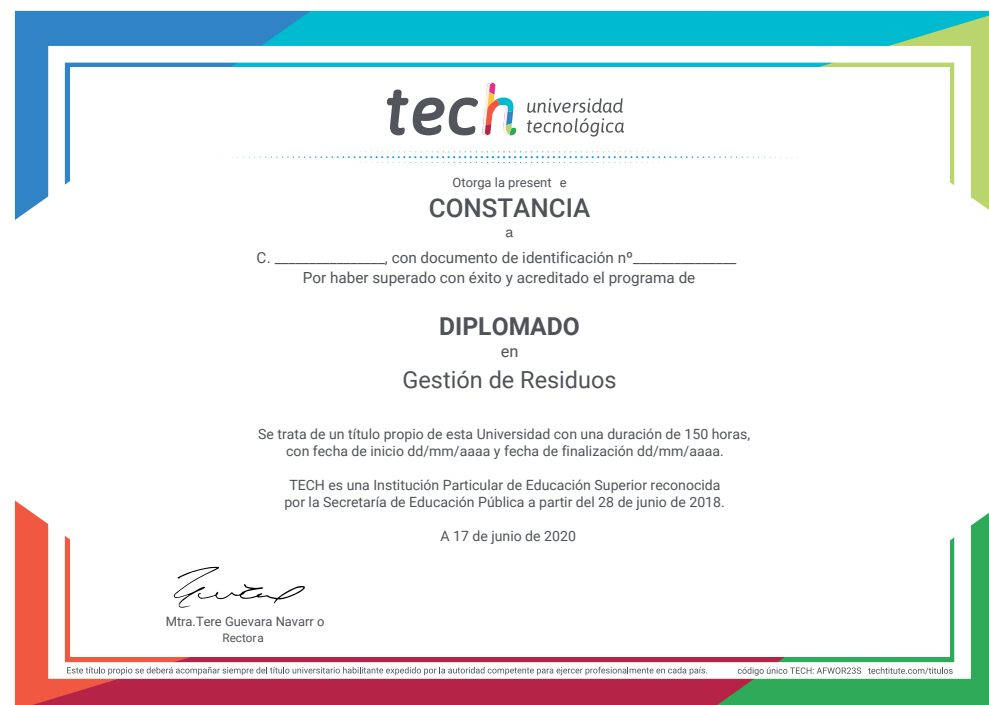 tech universidad
tecnológica
Otorga la present e
CONSTANCIA
a
C. ________________, con documento de identificación nº_______________
Por haber superado con éxito y acreditado el programa de
DIPLOMADO
en
Gestión de Residuos
Se trata de un título propio de esta Universidad con una duración de 150 horas,
con fecha de inicio dd/mm/aaaa y fecha de finalización dd/mm/aaaa.
TECH es una Institución Particular de Educación Superior reconocida
por la Secretaría de Educación Pública a partir del 28 de junio de 2018.
A 17 de junio de 2020
Mtra.Tere Guevara Navarr o
Rectora
Este título propio se deberá acompañar siempre del título universitario habilitante expedido por la autoridad competente para ejercer profesionalmente en cada país. código único TECH: AFWOR23S techtitute.com/titulos